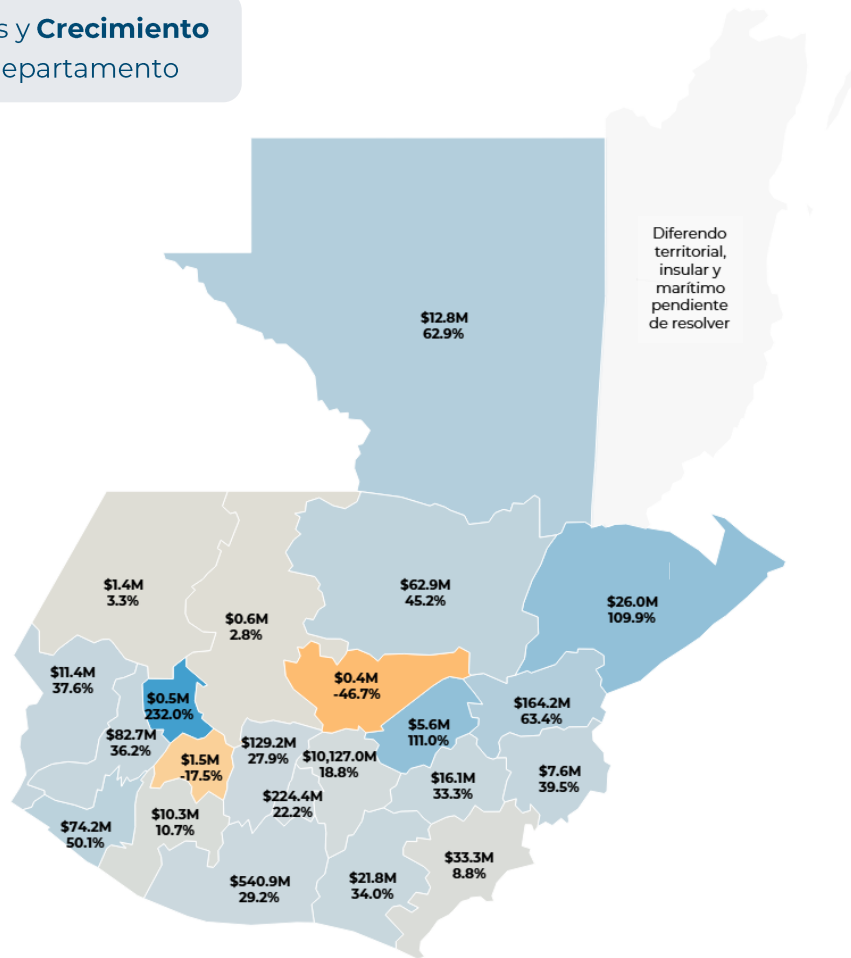 s y Crecimiento
epartamento
Diferendo
territorial,
insular y
marítimo
pendiente
de resolver
$12.8M
62.9%
$1.4M
3.3%
$0.6M
2.8%
$62.9M
45.2%
$26.0M
109.9%
$11.4M
37.6%
$0.5M
232.0%
$0.4M
-46.7%
$164.2M
63.4%
$82.7M
36.2%
$1.5M
-17.5%
$129.2M
27.9%
$10,127.0M
18.8%
$5.6M
111.0%
$16.1M
33.3%
$7.6M
39.5%
$224.4M
22.2%
$74.2M
50.1%
$10.3M
10.7%
$540.9M
29.2%
$21.8M
34.0%
$33.3M
8.8%